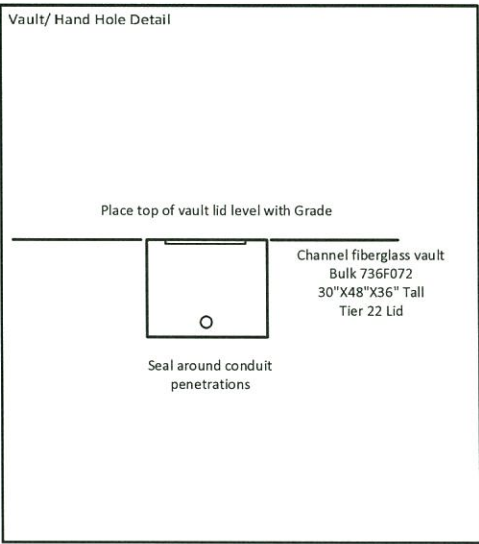 Vault/ Hand Hole Detail
Place top of vault lid level with Grade
Channel fiberglass vault
Bulk 736F072
30"X48"X36" Tall
Tier 22 Lid
Seal around conduit
penetrations